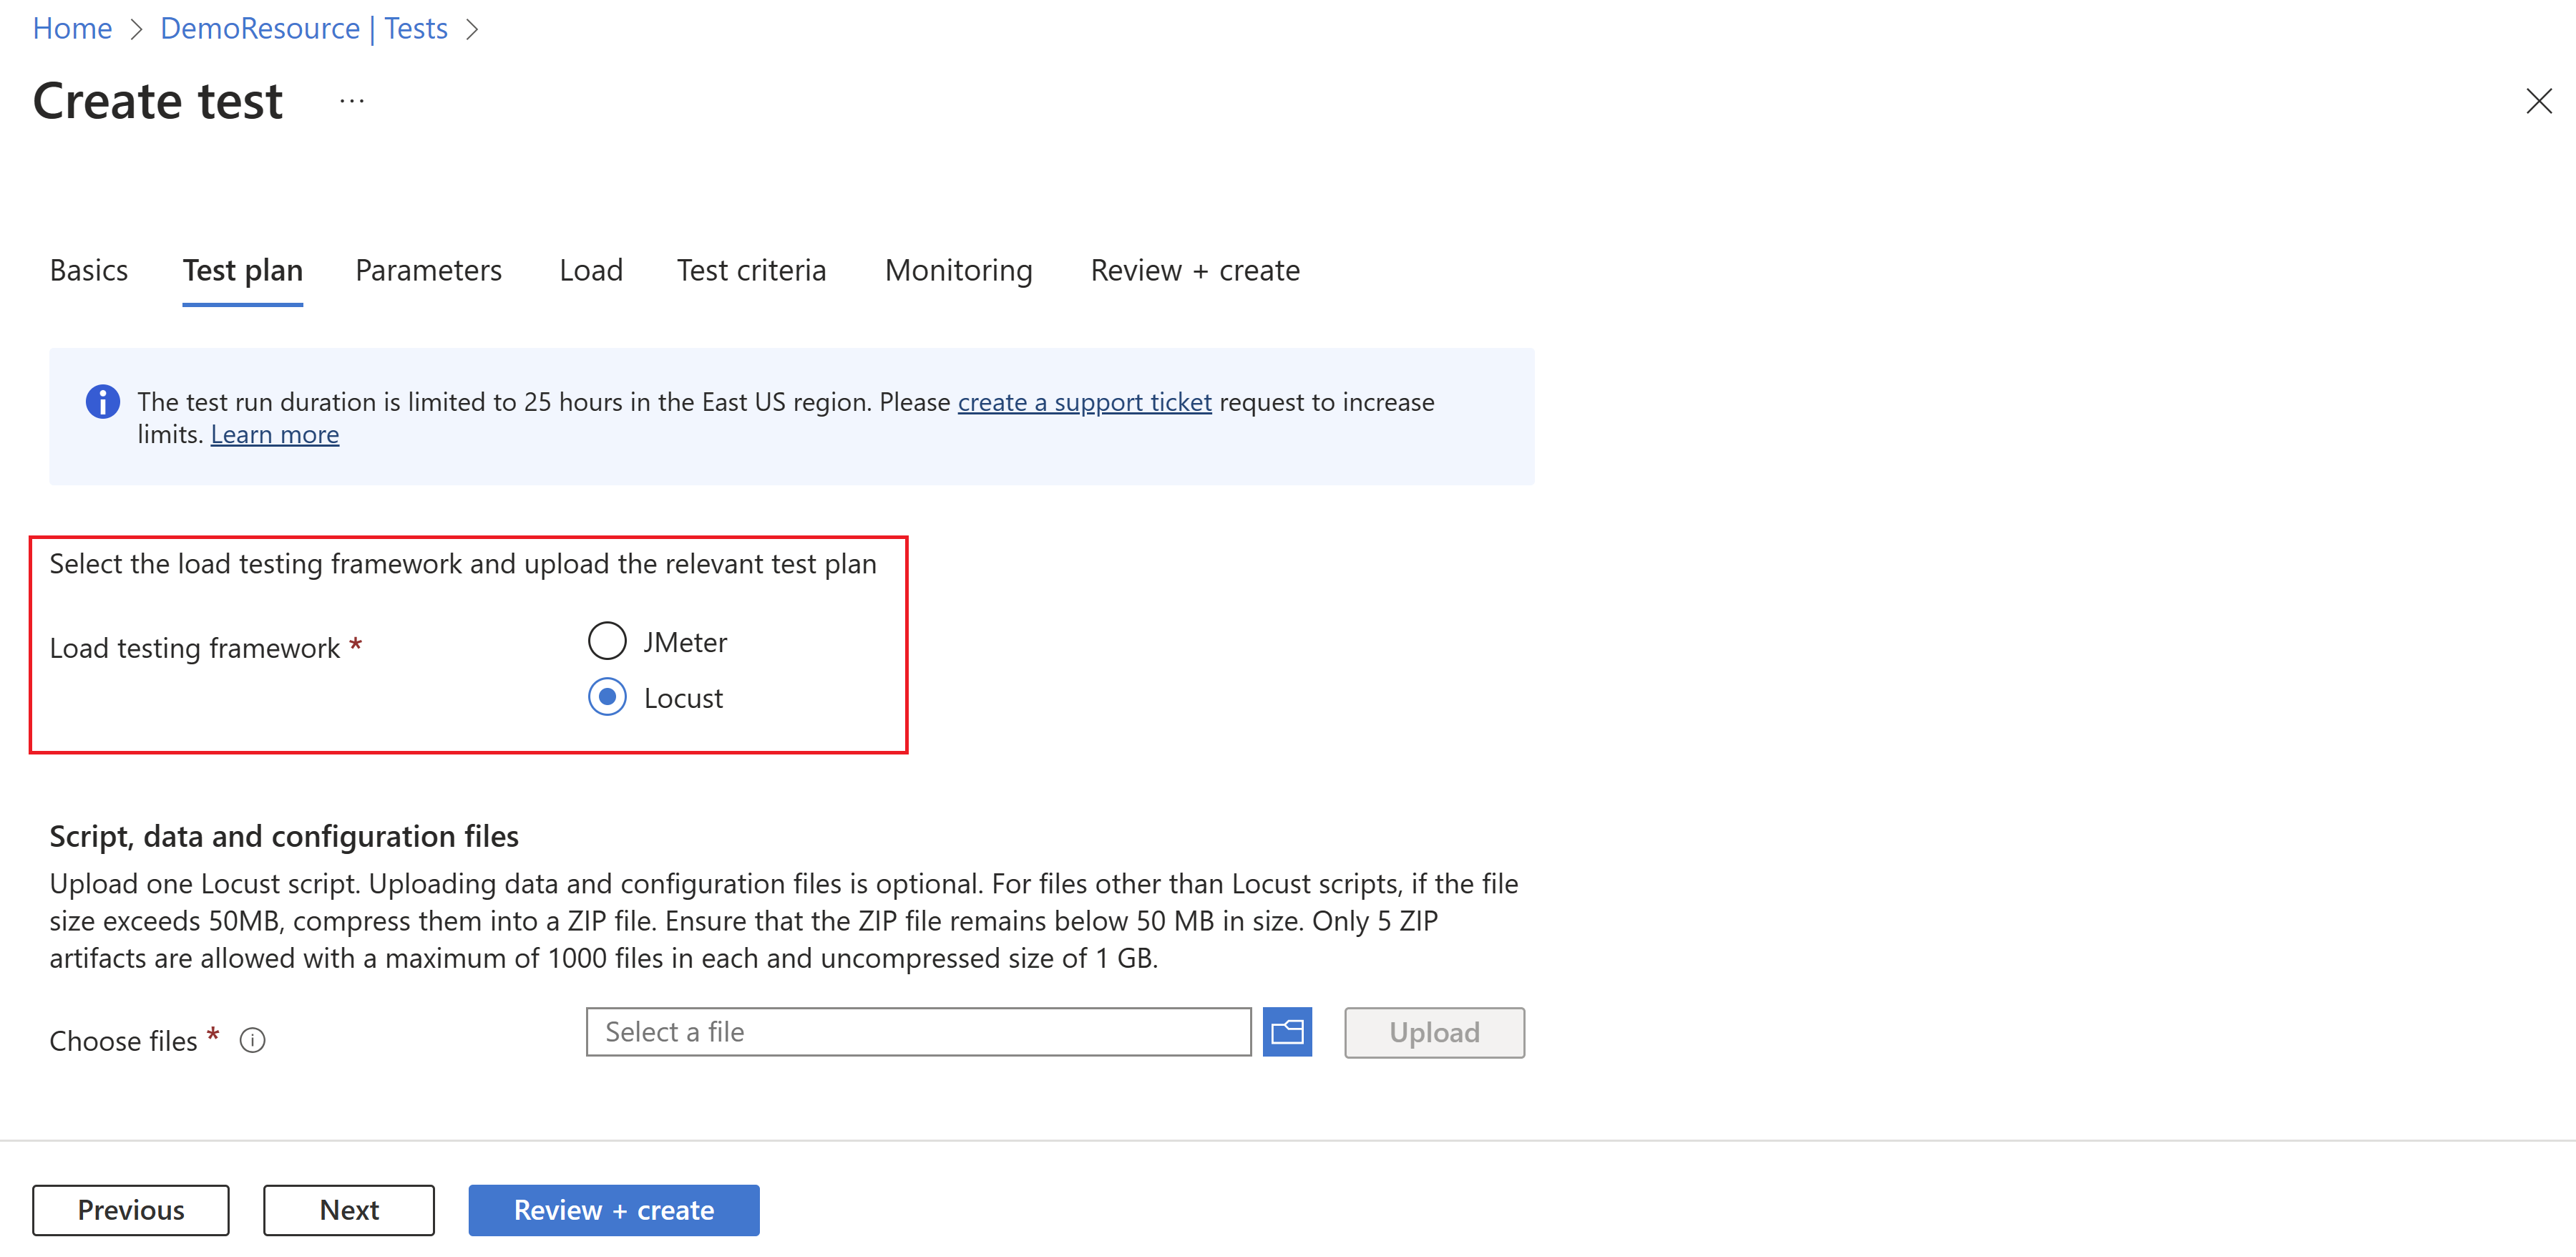 Home > DemoResource | Tests >
Create test ...
Basics Test plan Parameters Load Test criteria Monitoring Review + create
The test run duration is limited to 25 hours in the East US region. Please create a support ticket request to increase
limits. Learn more
Select the load testing framework and upload the relevant test plan
Load testing framework *
JMeter
Locust
Script, data and configuration files
Upload one Locust script. Uploading data and configuration files is optional. For files other than Locust scripts, if the file
size exceeds 50MB, compress them into a ZIP file. Ensure that the ZIP file remains below 50 MB in size. Only 5 ZIP
artifacts are allowed with a maximum of 1000 files in each and uncompressed size of 1 GB.
Choose files * Select a file Upload
Previous Next Review + create